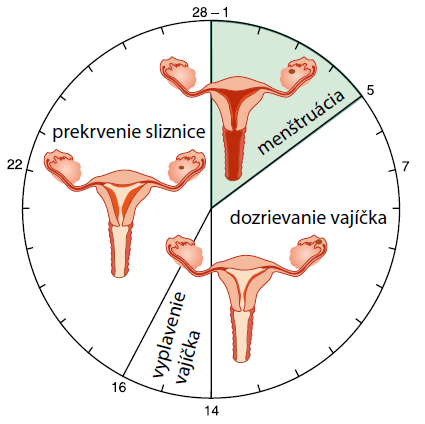 28 – 1
5
menštruácia
prekrvenie sliznice
22
7
dozrievanie vajíčka
vyplavenie
vajíčka
16
14